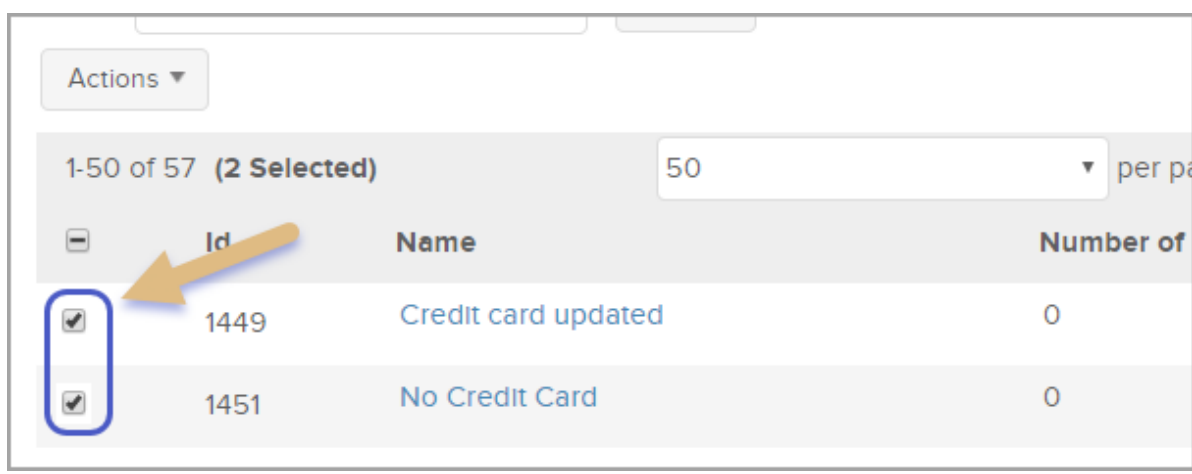 Actions
1-50 of 57 (2 Selected) 50 per pa
Id Name Number of
1449 Credit card updated 0
1451 No Credit Card 0